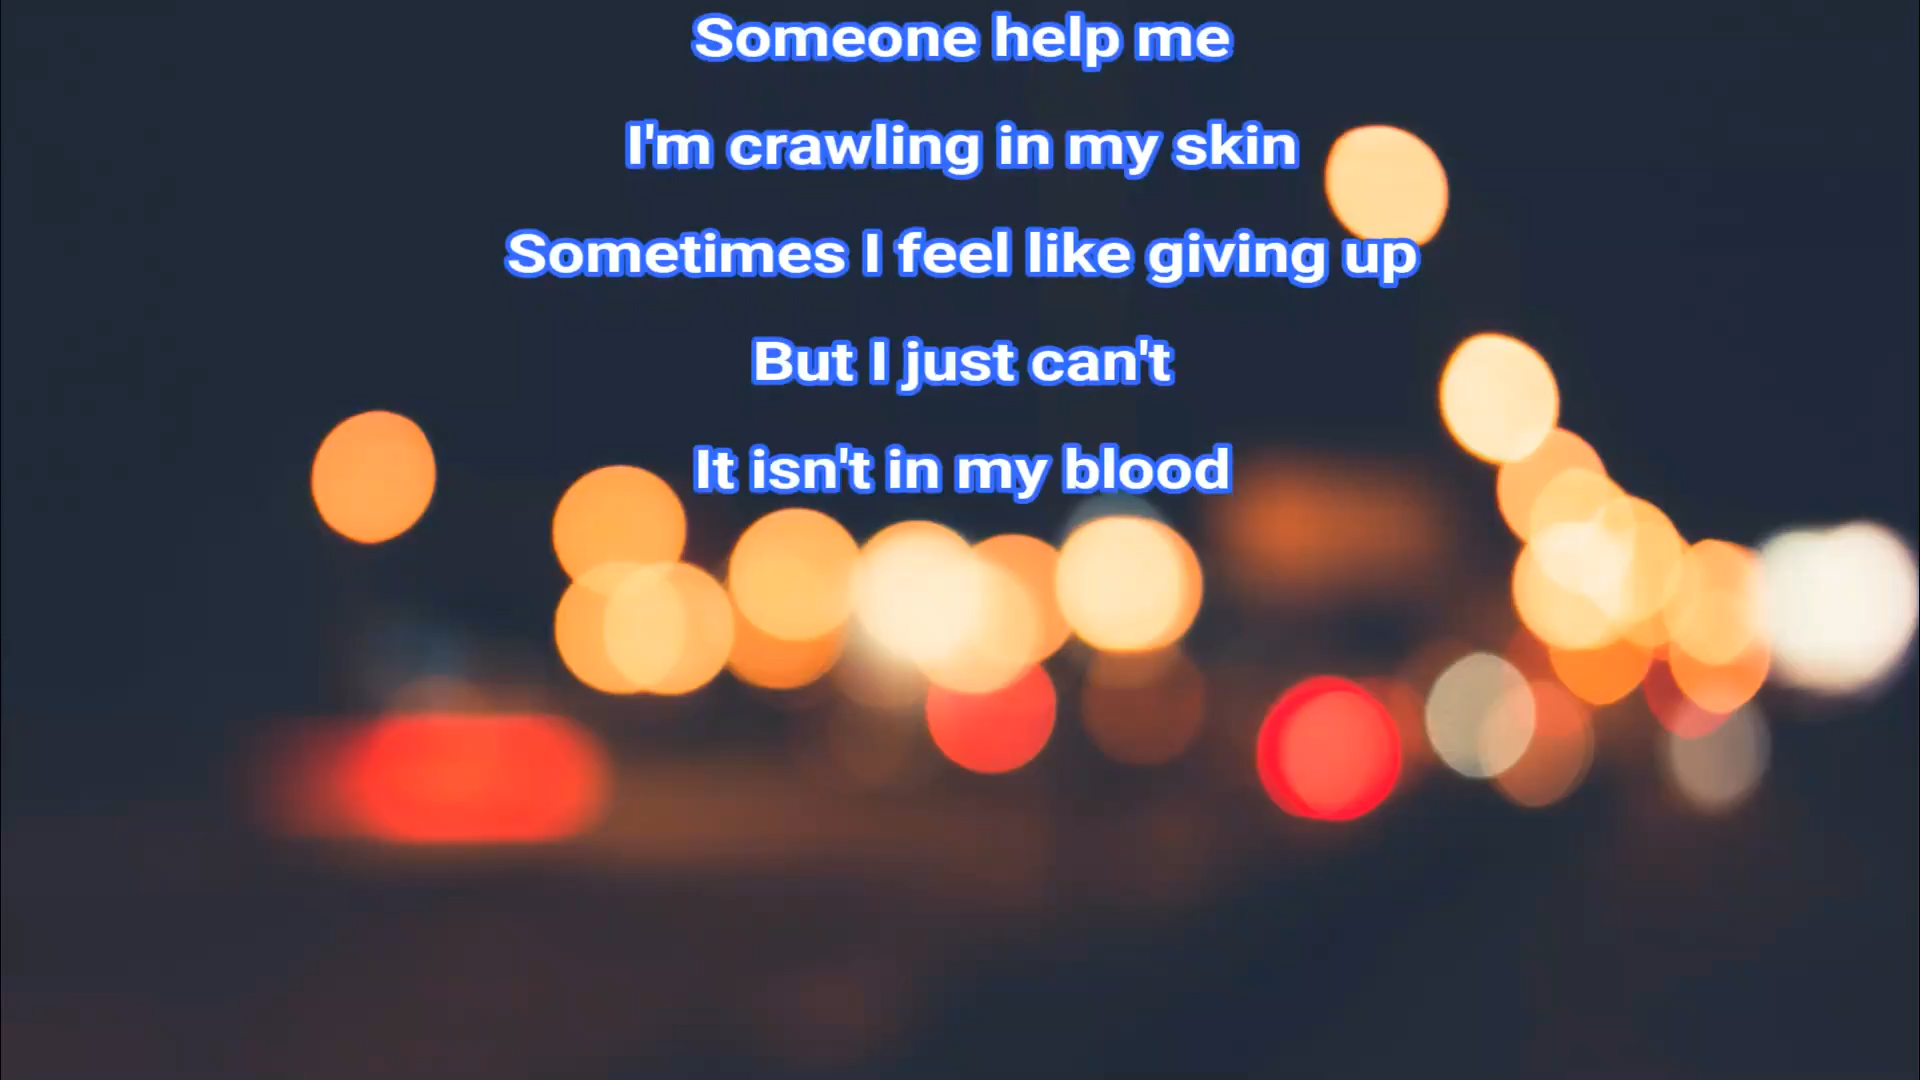 Someone help me
I'm crawling in my skin
Sometimes I feel like giving up
But I just can't
It isn't in my blood